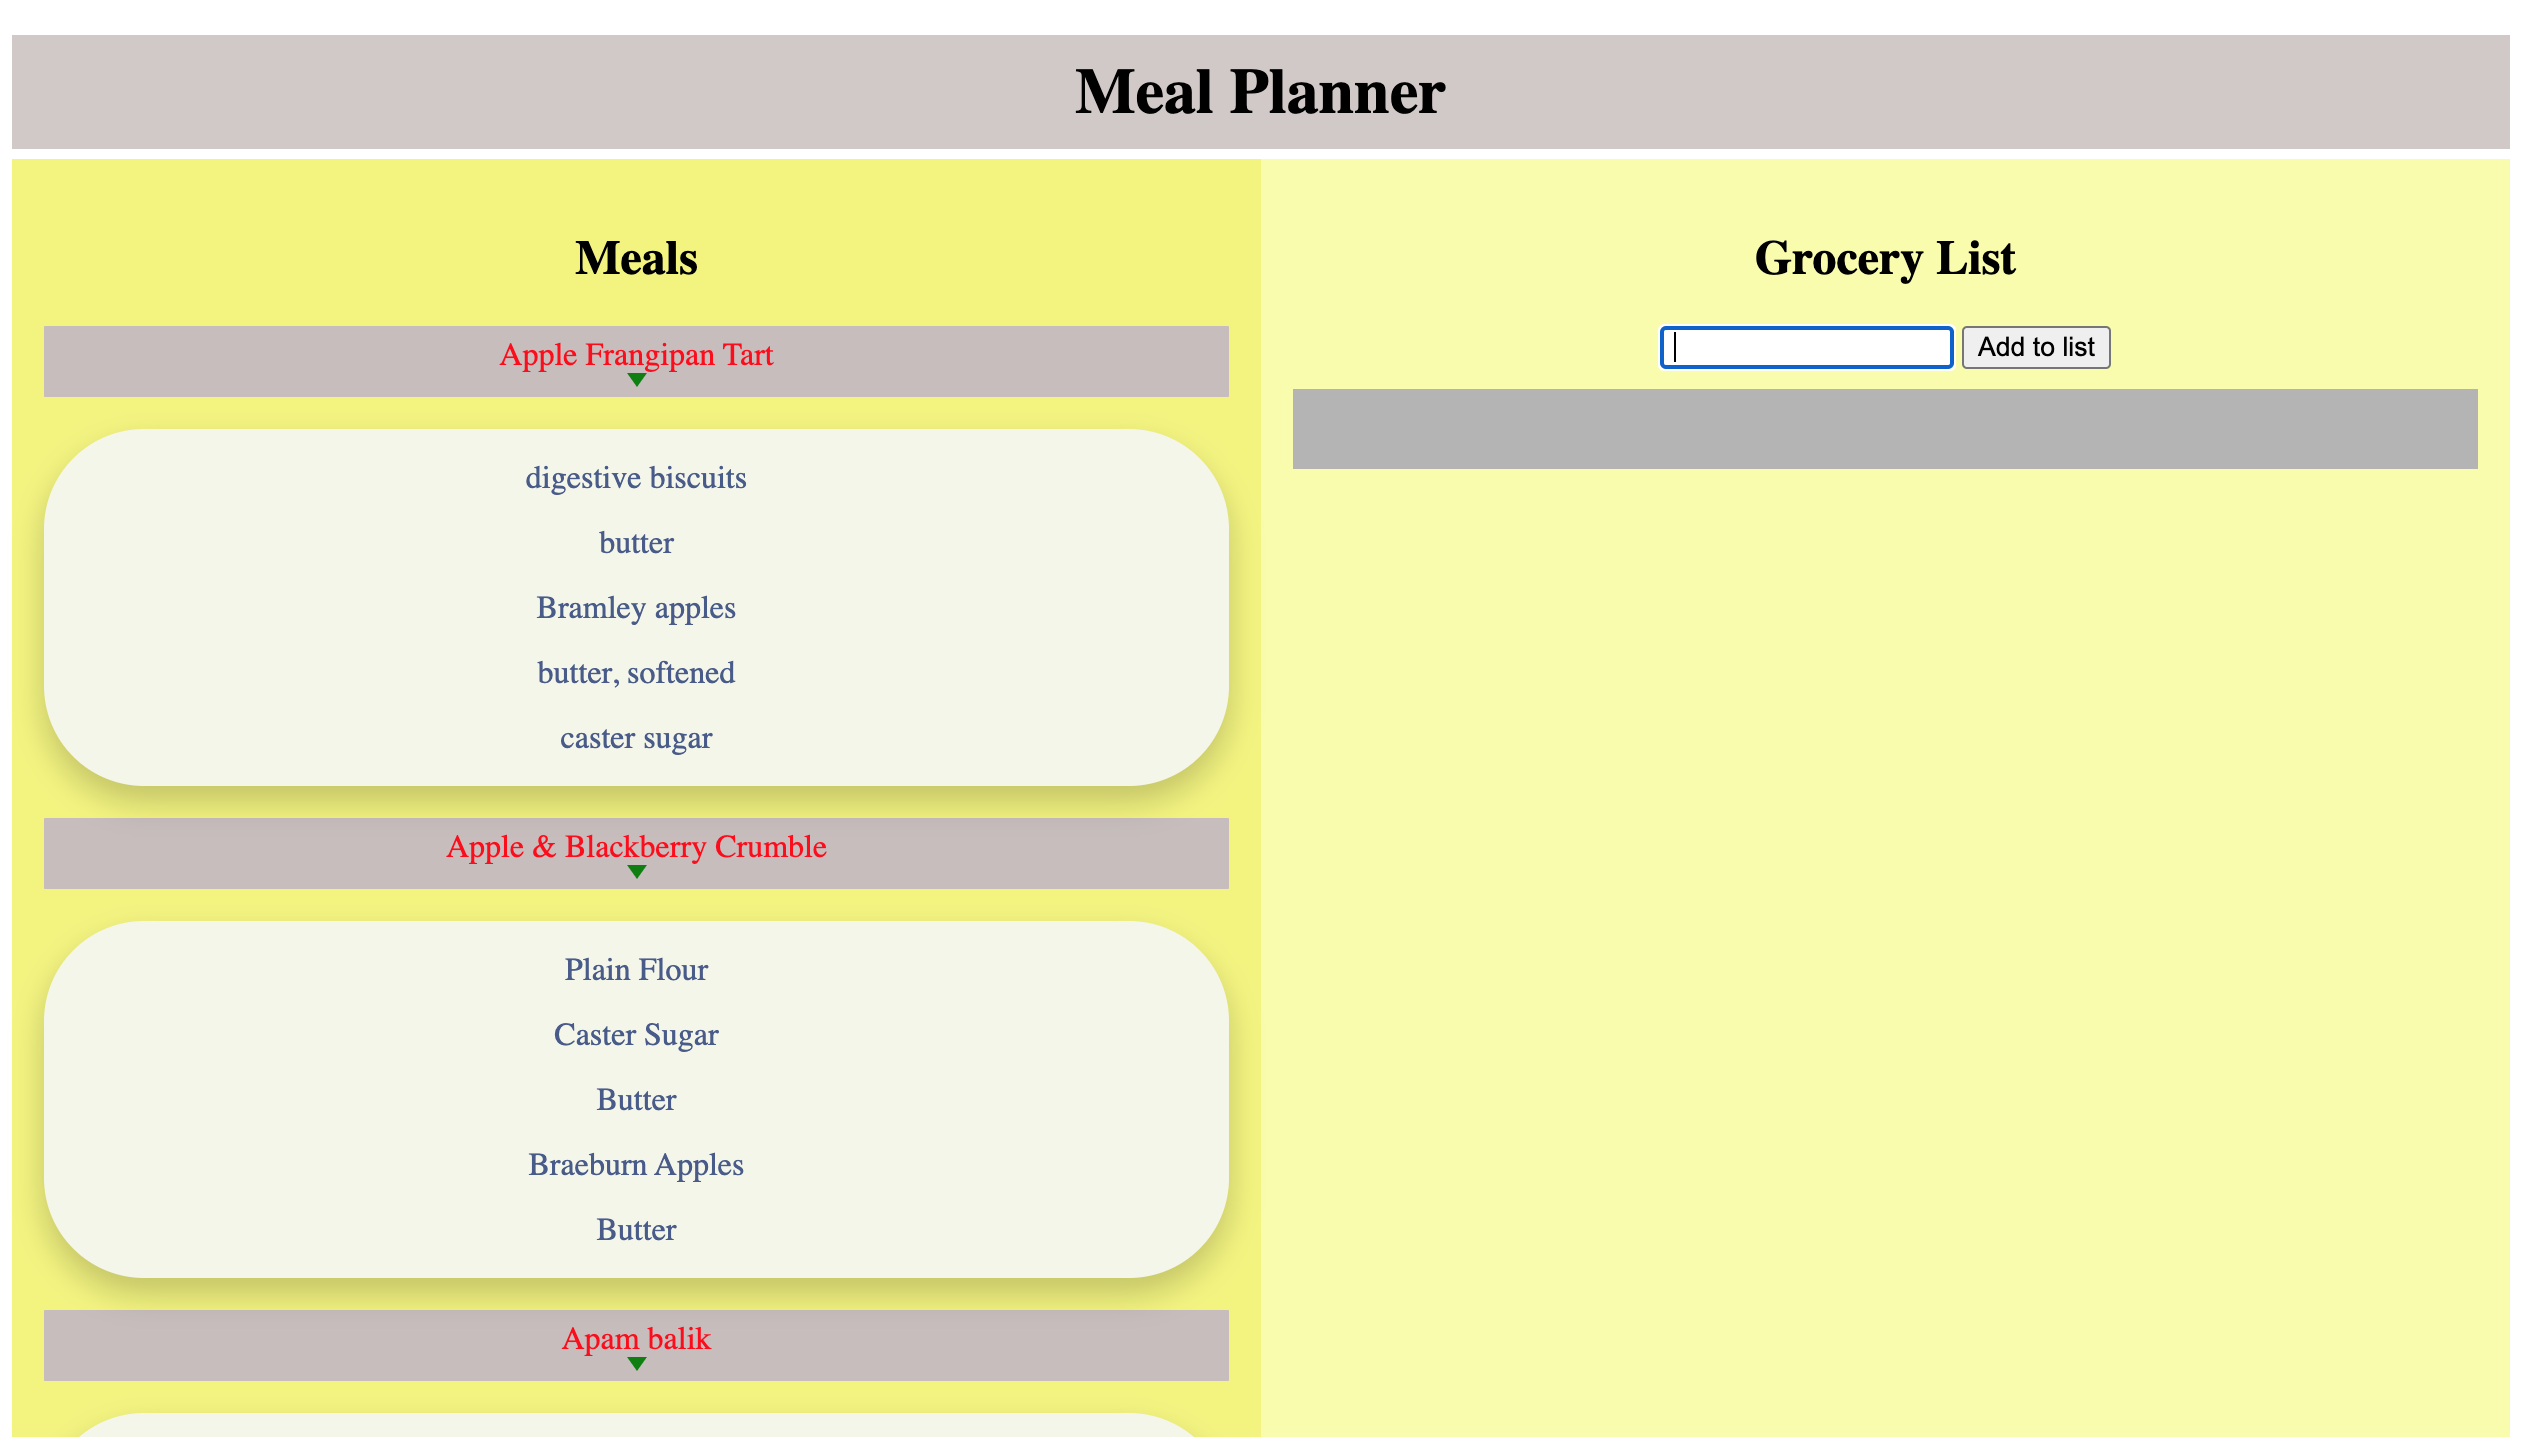 Meal Planner
Meals
Apple Frangipan Tart
digestive biscuits
butter
Bramley apples
butter, softened
caster sugar
Apple & Blackberry Crumble
Plain Flour
Caster Sugar
Butter
Braeburn Apples
Butter
Apam balik
Grocery List
Add to list